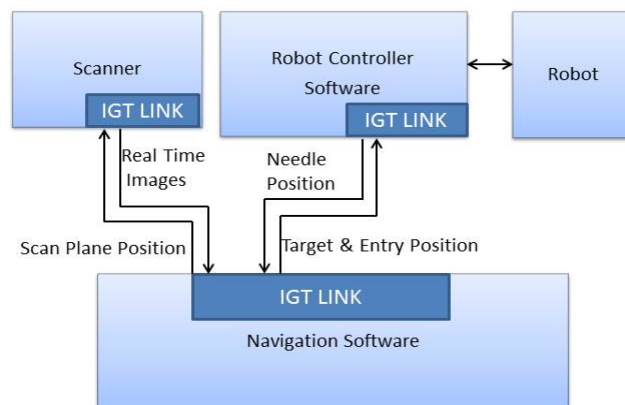 Scanner
IGT LINK
Robot Controller
Software
IGT LINK
Robot
Real Time
Images
Needle
Position
Scan Plane Position
Target & Entry Position
IGT LINK
Navigation Software